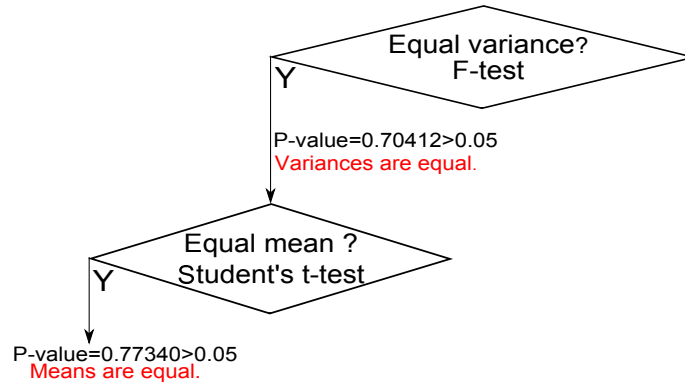 Equal variance?
F-test
Y
P-value=0.70412>0.05
Variances are equal.
Equal mean ?
Student's t-test
Y
P-value=0.77340>0.05
Means are equal.